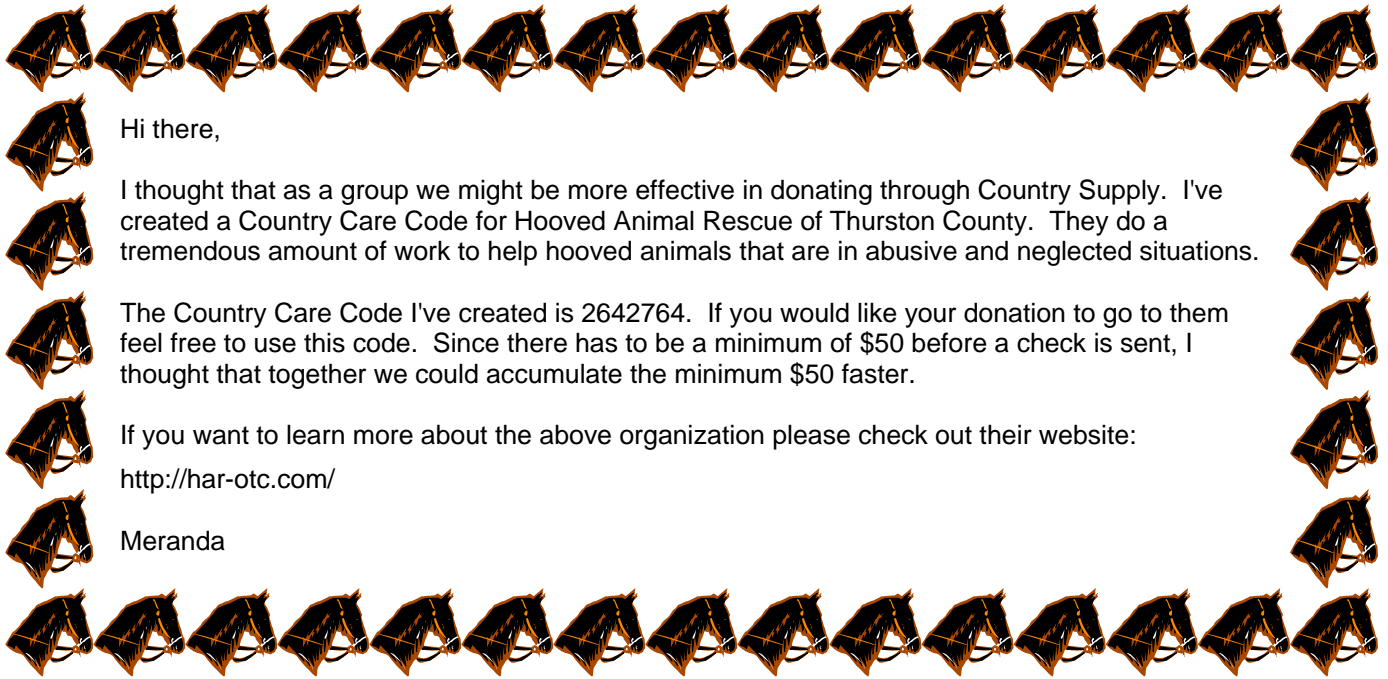 Hi there,
I thought that as a group we might be more effective in donating through Country Supply.  I've
created a Country Care Code for Hooved Animal Rescue of Thurston County.  They do a
tremendous amount of work to help hooved animals that are in abusive and neglected situations.
The Country Care Code I've created is 2642764.  If you would like your donation to go to them
feel free to use this code.  Since there has to be a minimum of $50 before a check is sent, I
thought that together we could accumulate the minimum $50 faster.
If you want to learn more about the above organization please check out their website:
http://har-otc.com/
Meranda